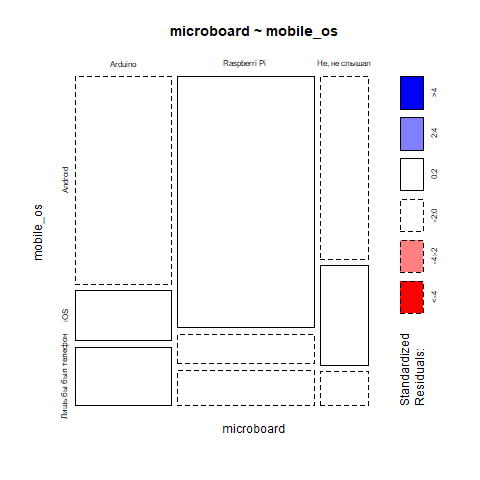 microboard ~ mobile_os
Arduino
Raspberri Pi
Не, не слышал
Android
iOS
Лишь бы был телефон
mobile_os
microboard
>4
2:4
0:2
-2:0
-4:-2
<-4
Standardized
Residuals: